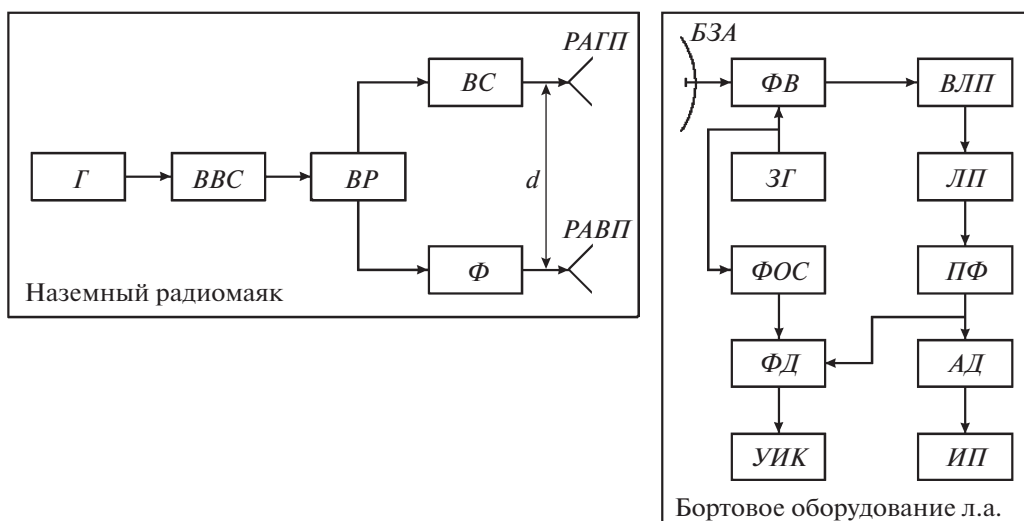 РАГП
ВС
Г
ВВС
ВР
d
РАВП
Ф
Наземный радиомаяк
БЗА
ФВ
ВЛП
ЗГ
ЛП
ФОС
ПФ
ФД
АД
УИК
ИП
Бортовое оборудование л.а.